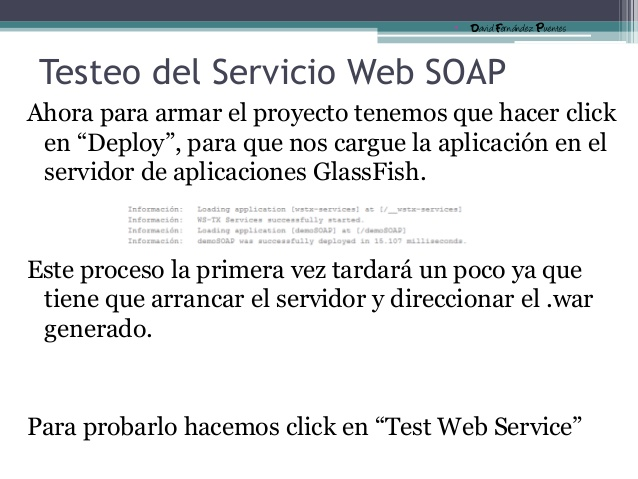 David Fernández Puentes
Testeo del Servicio Web SOAP
Ahora para armar el proyecto tenemos que hacer click
en “Deploy”, para que nos cargue la aplicación en el
servidor de aplicaciones GlassFish.
Información: Loading application [wstx-services] at [/__wstx-services]
Información: WS-TX Services successfully started.
Información: Loading application [demoSOAP] at [/demoSOAP]
Información: demoSOAP was successfully deployed in 15.107 milliseconds.
Este proceso la primera vez tardará un poco ya que
tiene que arrancar el servidor y direccionar el .war
generado.
Para probarlo hacemos click en “Test Web Service”